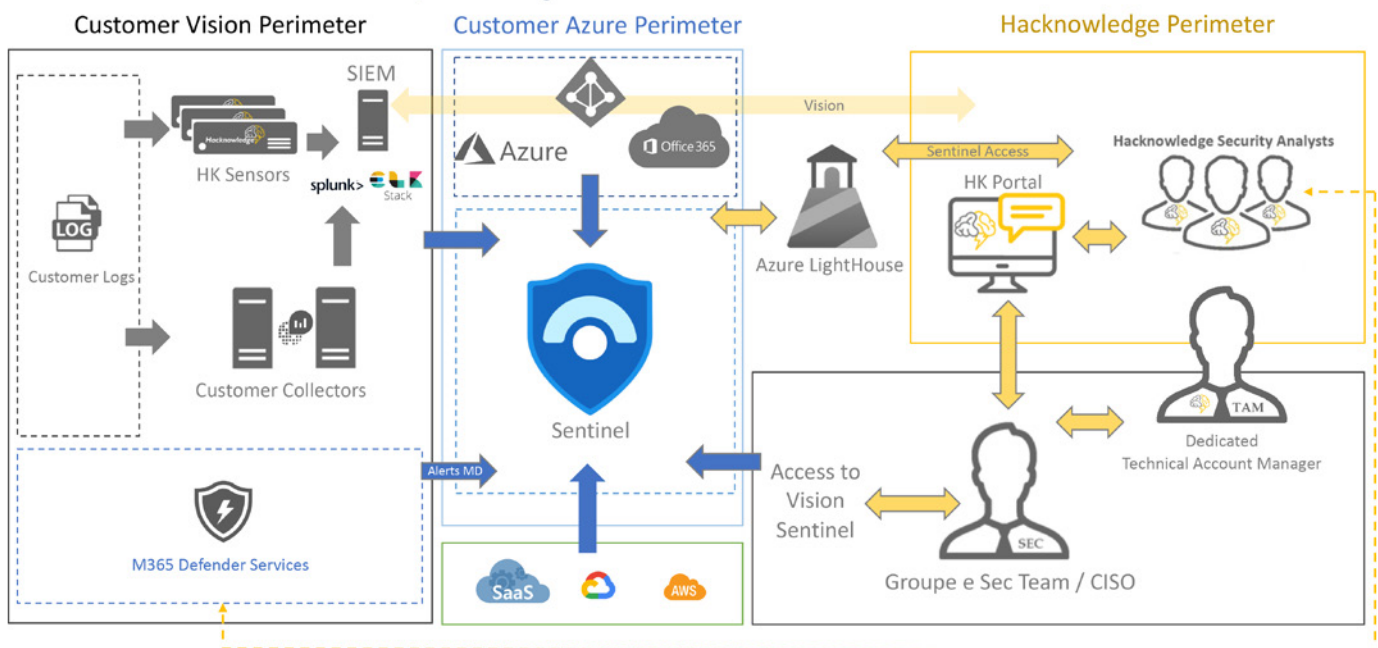 Customer Vision Perimeter
Customer Azure Perimeter
Hacknowledge Perimeter
SIEM
Vision
Hacknowledge
HK Sensors
splunk>
Stack
Azure
Office 365
Sentinel Access
Hacknowledge Security Analysts
HK Portal
LOG
Customer Logs
Azure LightHouse
Customer Collectors
Sentinel
TAM
Dedicated
Technical Account Manager
Alerts MD
Access to
Vision
Sentinel
SEC
M365 Defender Services
SaaS
AWS
Groupe e Sec Team / CISO